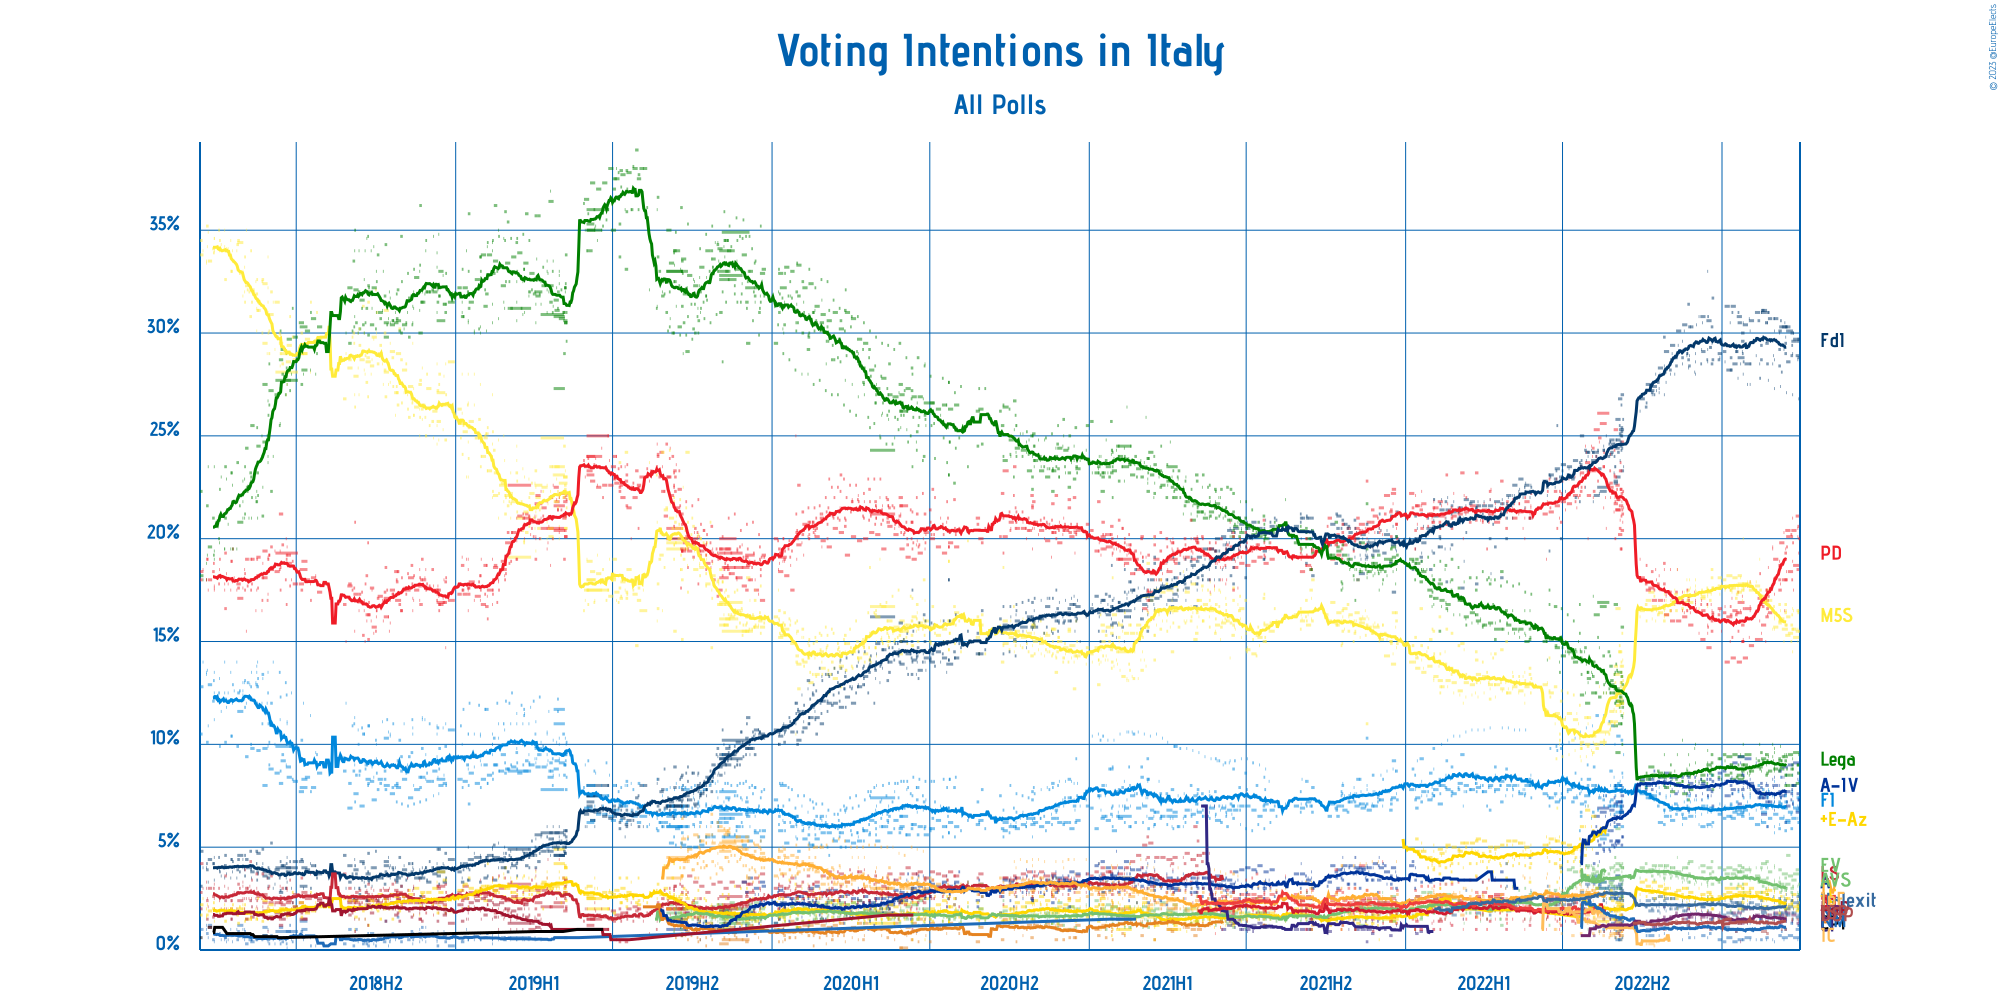 Voting Intentions in Italy
All Polls
© 2023 @EuropeElects
35%
30%
25%
20%
15%
10%
5%
0%
2018H2
2019H1
2019H2
2020H1
2020H2
2021H1
2021H2
2022H1
2022H2
FdI
PD
M5S
Lega
A-IV
FI
+E-Az
EV